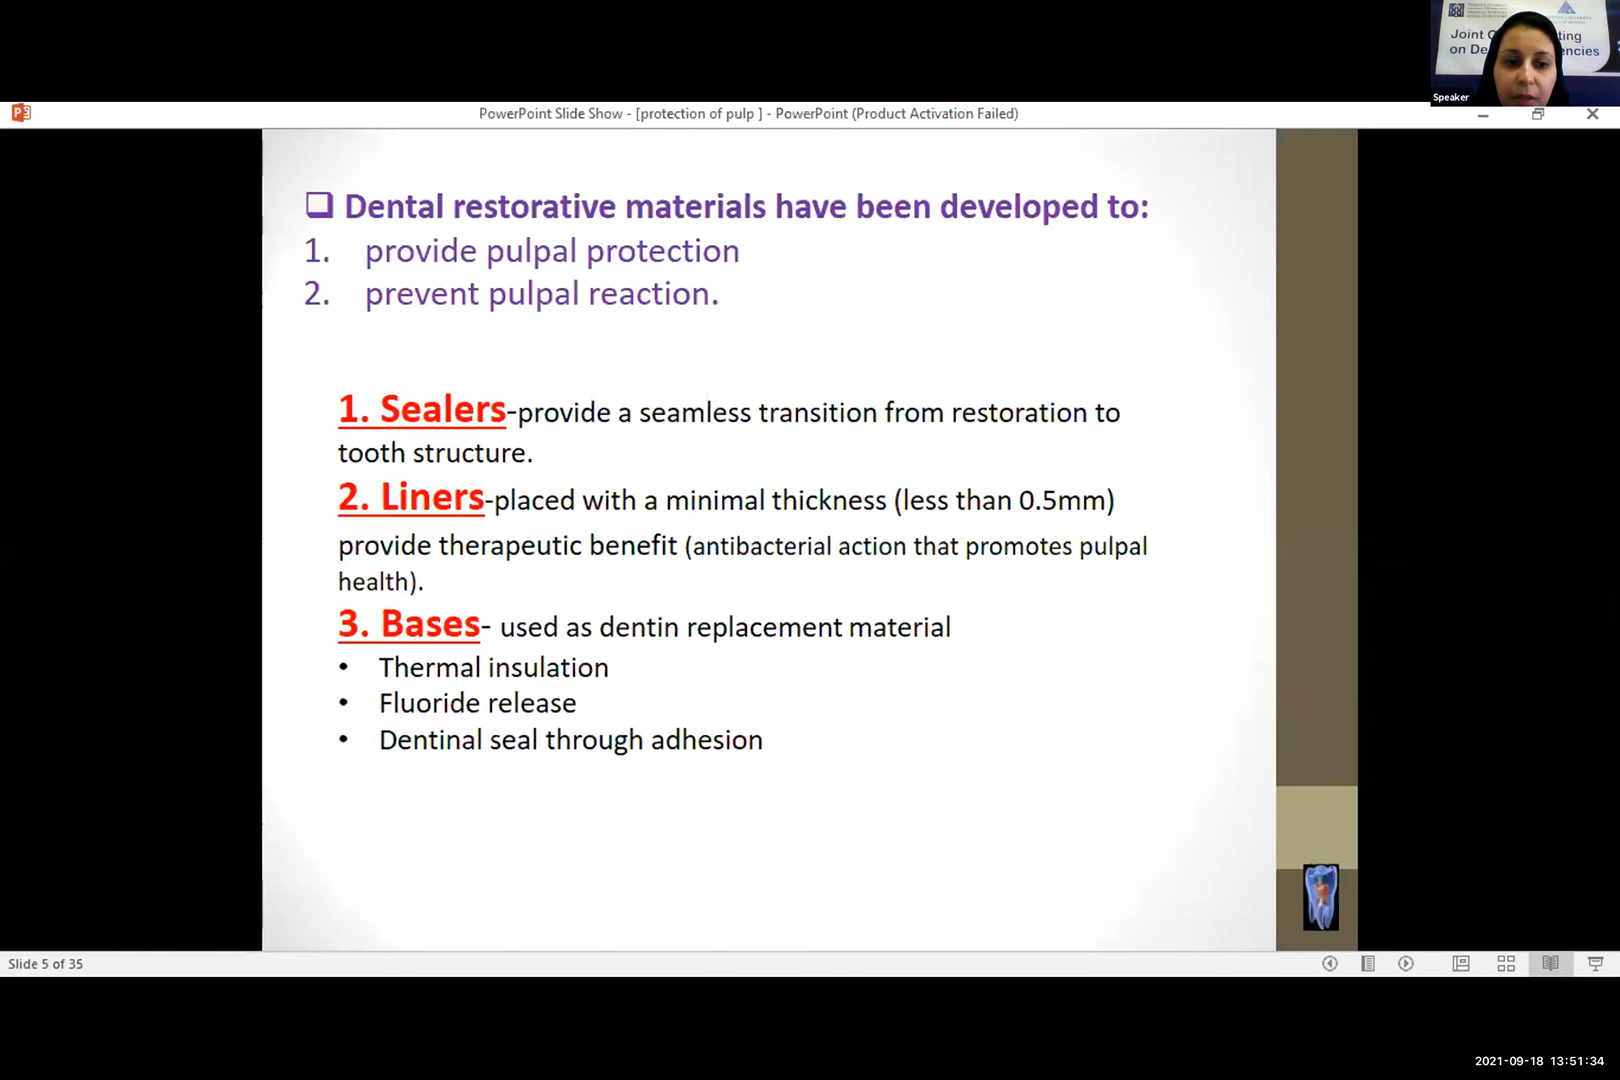 Joint O ting
on De encies
Speaker
PowerPoint Slide Show - [protection of pulp ] - PowerPoint (Product Activation Failed)
❑ Dental restorative materials have been developed to:
1. provide pulpal protection
2. prevent pulpal reaction.
1. Sealers-provide a seamless transition from restoration to
tooth structure.
2. Liners-placed with a minimal thickness (less than 0.5mm)
provide therapeutic benefit (antibacterial action that promotes pulpal
health).
3. Bases- used as dentin replacement material
• Thermal insulation
• Fluoride release
• Dentinal seal through adhesion
Slide 5 of 35
2021-09-18 13:51:34